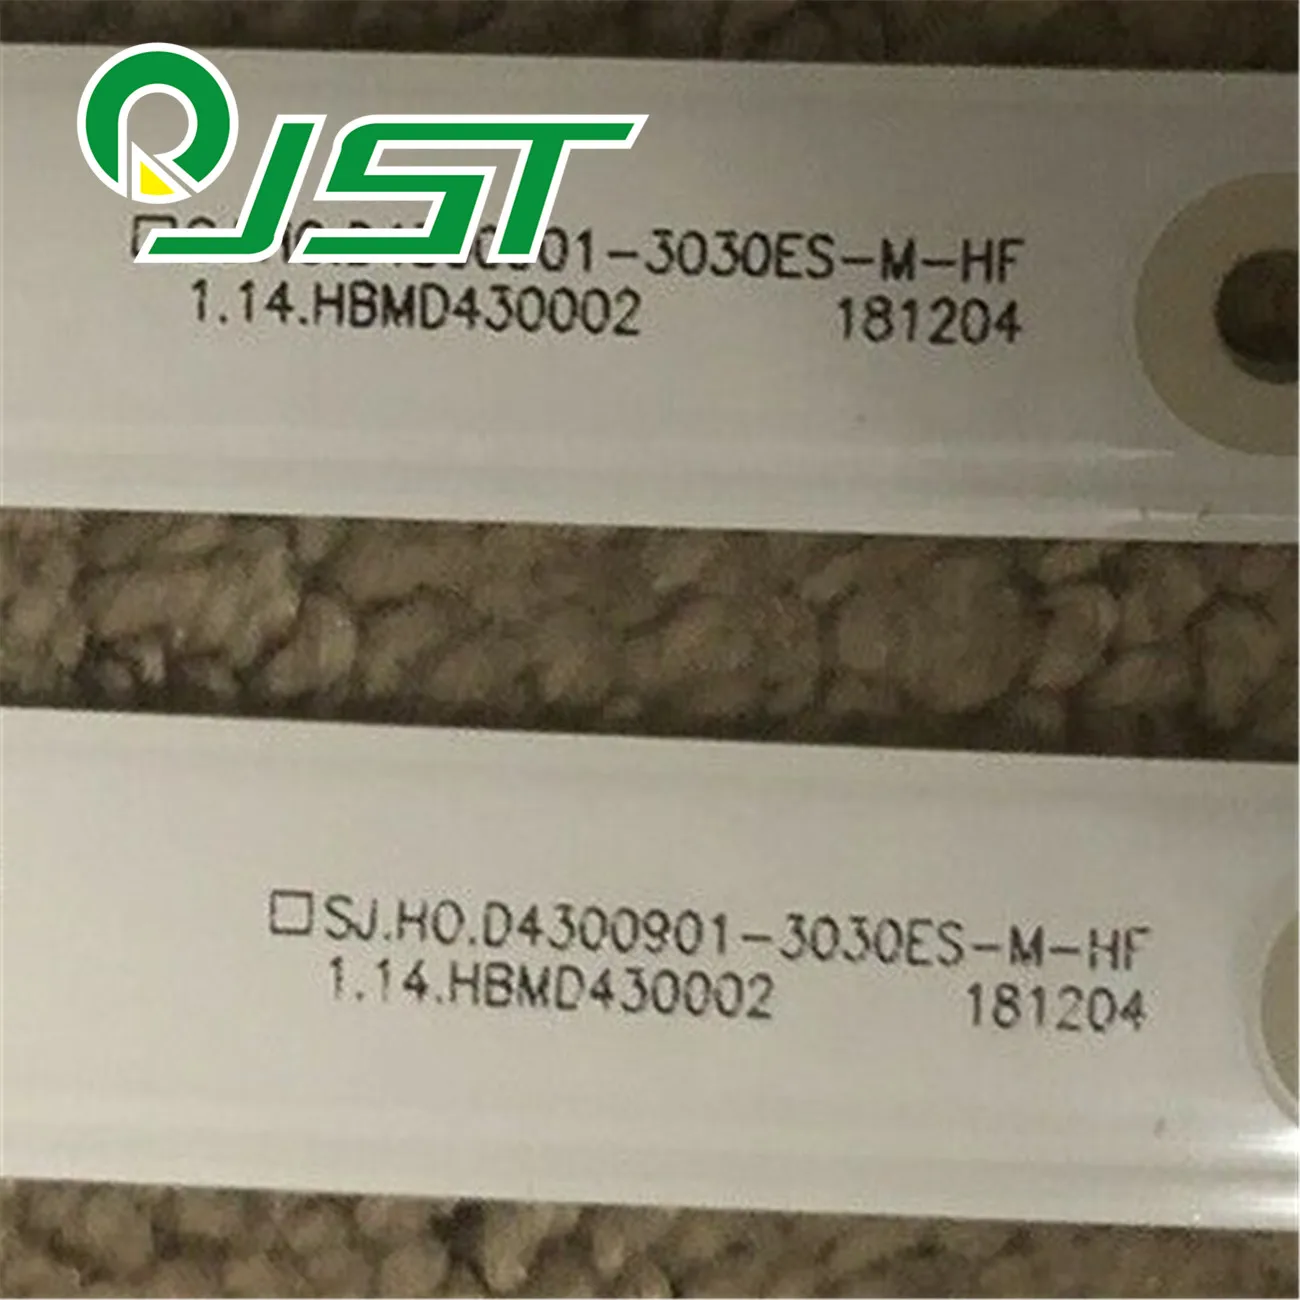 R JST
01-3030ES-M-HF
1.14.HBMD430002 181204
SJ.HO.D4300901-3030ES-M-HF
1.14.HBMD430002 181204